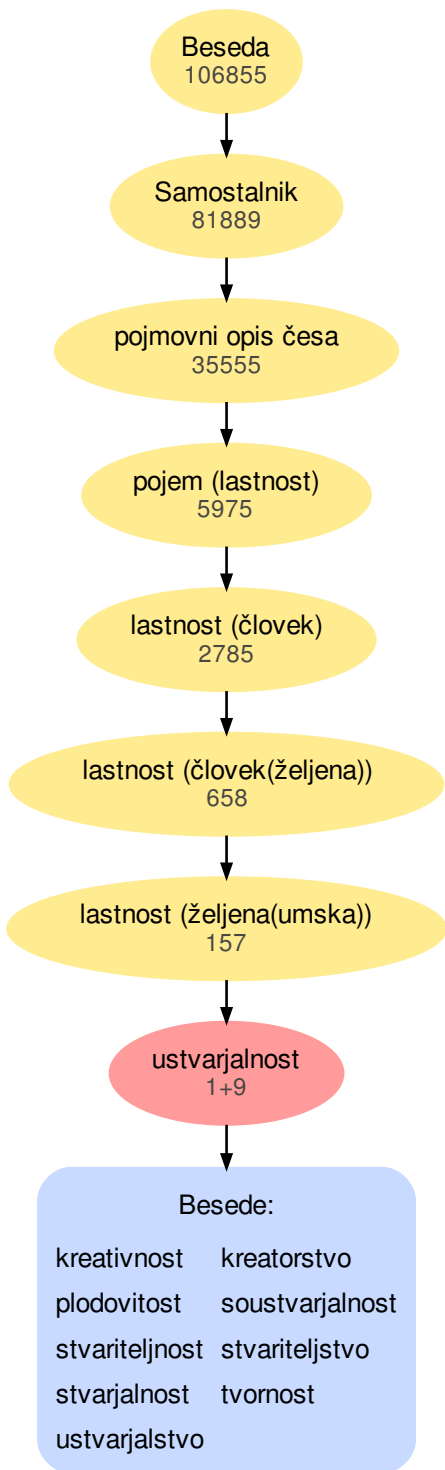 Beseda
106855
Samostalnik
81889
pojmovni opis česa
35555
pojem (lastnost)
5975
lastnost (človek)
2785
lastnost (človek(željena))
658
lastnost (željena(umska))
157
ustvarjalnost
1+9
Besede:
kreativnost kreatorstvo
plodovitost soustvarjalnost
stvariteljnost stvariteljstvo
stvarjalnost tvornost
ustvarjalstvo